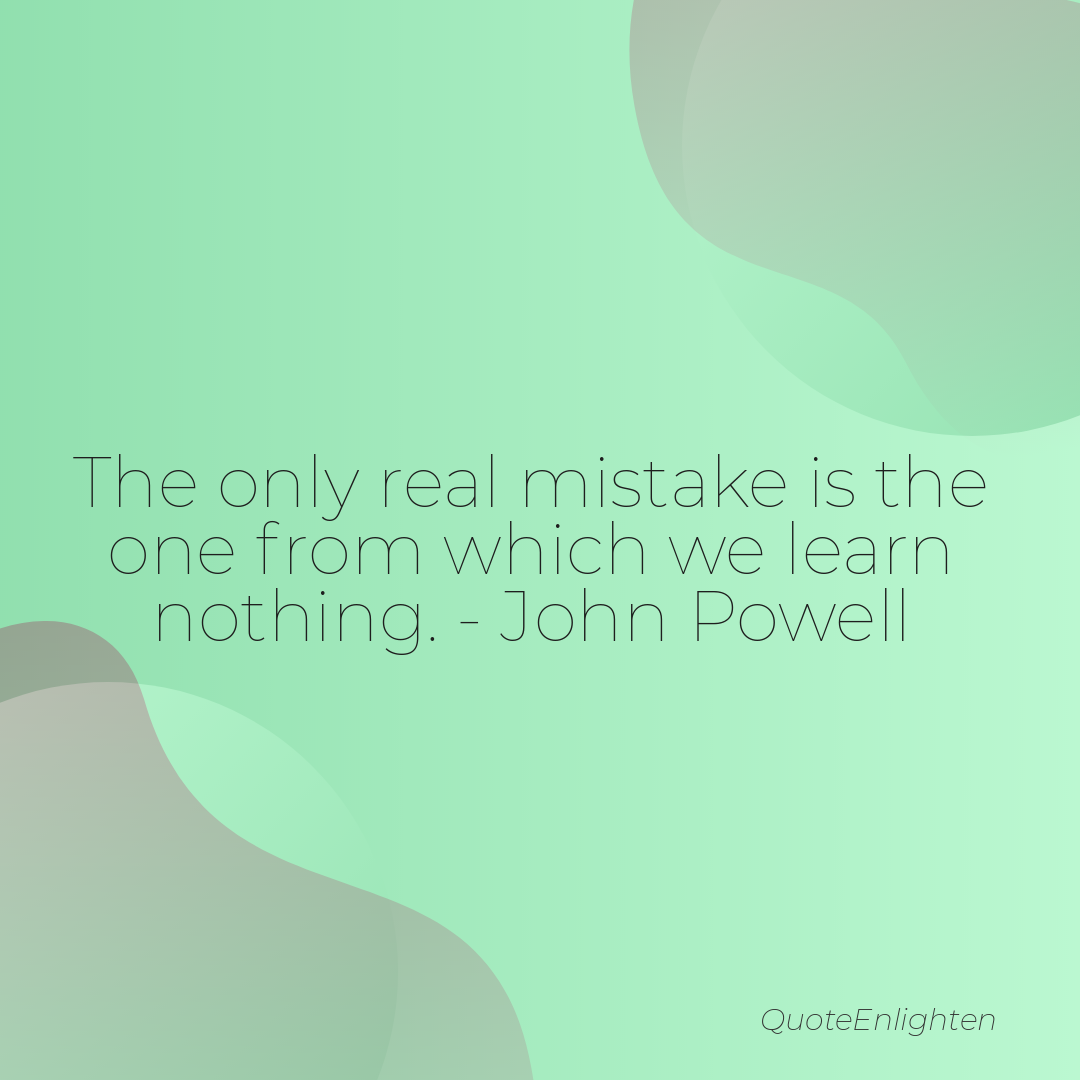 The only real mistake is the
one from which we learn
nothing. - John Powell
QuoteEnlighten